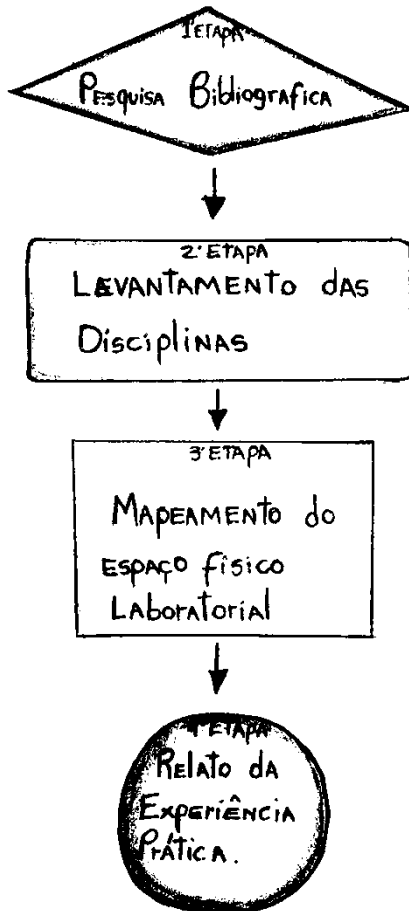 1ª ETAPA
Pesquisa Bibliografica
2ª ETAPA
Levantamento das
Disciplinas
3ª ETAPA
Mapeamento do
espaço físico
Laboratorial
4ª ETAPA
Relato da
Experiência
Prática.